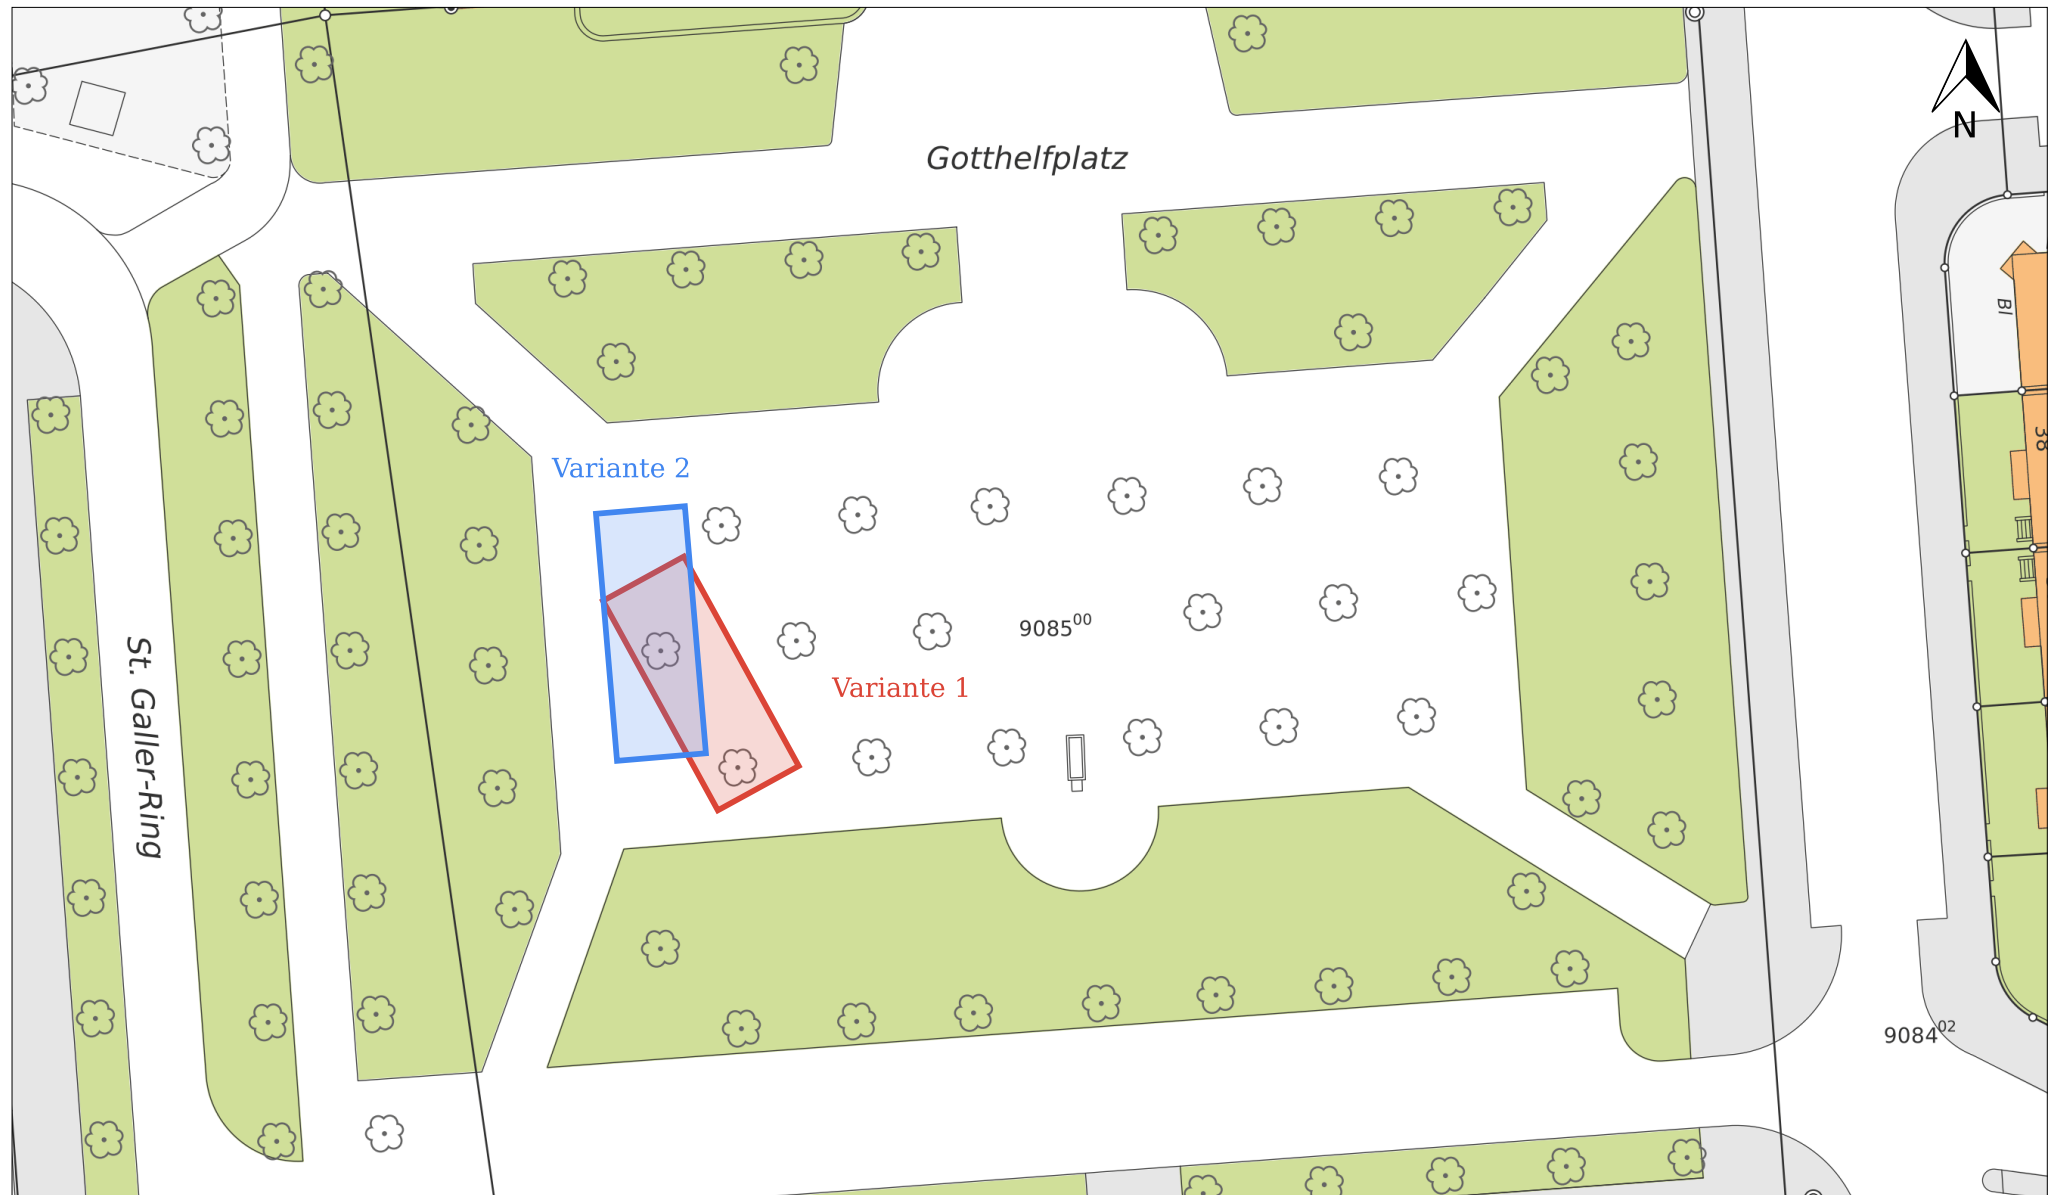 N
Gotthelfplatz
Bl
38
Variante 2
9085⁰⁰
St. Galler-Ring
Variante 1
9084⁰²